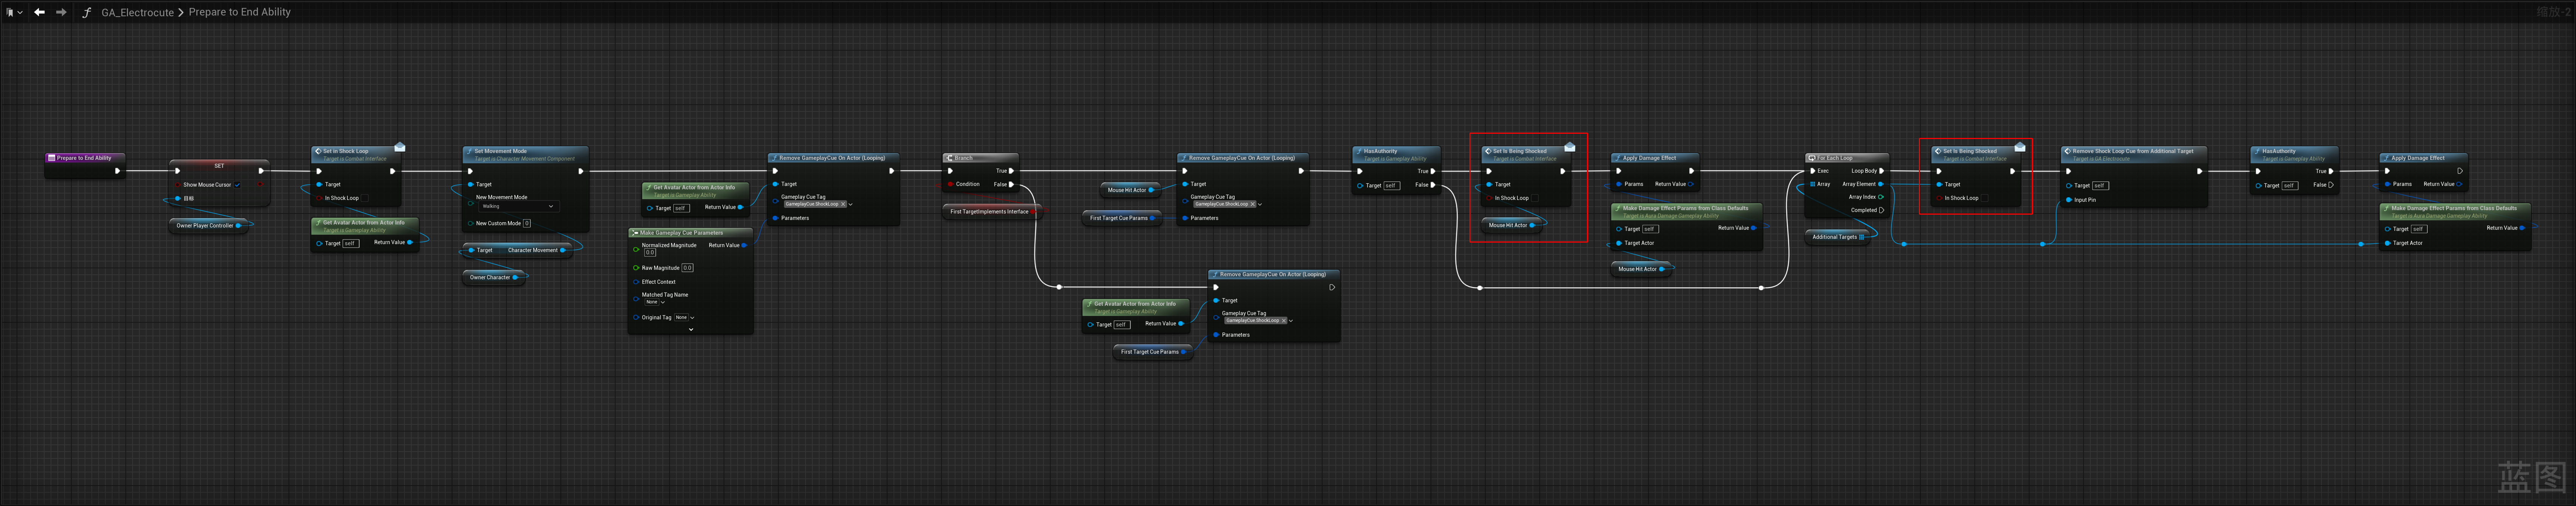 GA_Electrocute > Prepare to End Ability
缩放-2
Prepare to End Ability
SET
Show Mouse Cursor
目标
Owner Player Controller
Set in Shock Loop
Target is Combat Interface
Target
In Shock Loop
Get Avatar Actor from Actor Info
Target is Gameplay Ability
Target self
Return Value
Set Movement Mode
Target is Character Movement Component
Target
New Movement Mode
Walking
New Custom Mode 0
Target Character Movement
Owner Character
Get Avatar Actor from Actor Info
Target is Gameplay Ability
Target self
Return Value
Make Gameplay Cue Parameters
Normalized Magnitude
0.0
Return Value
Raw Magnitude 0.0
Effect Context
Matched Tag Name
None
Original Tag None
Remove GameplayCue On Actor (Looping)
Target
Gameplay Cue Tag
GameplayCue.ShockLoop
Parameters
Branch
True
Condition False
First TargetImplements Interface
Mouse Hit Actor
First Target Cue Params
Remove GameplayCue On Actor (Looping)
Target
Gameplay Cue Tag
GameplayCue.ShockLoop
Parameters
Get Avatar Actor from Actor Info
Target is Gameplay Ability
Target self
Return Value
First Target Cue Params
Remove GameplayCue On Actor (Looping)
Target
Gameplay Cue Tag
GameplayCue.ShockLoop
Parameters
HasAuthority
Target is Gameplay Ability
True
Target self
False
Set Is Being Shocked
Target is Combat Interface
Target
In Shock Loop
Mouse Hit Actor
Apply Damage Effect
Params Return Value
Make Damage Effect Params from Class Defaults
Target is Aura Damage Gameplay Ability
Target self
Return Value
Target Actor
Mouse Hit Actor
For Each Loop
Exec Loop Body
Array Array Element
Array Index
Completed
Additional Targets
Set Is Being Shocked
Target is Combat Interface
Target
In Shock Loop
Remove Shock Loop Cue from Additional Target
Target is GA Electrocute
Target self
Input Pin
HasAuthority
Target is Gameplay Ability
True
Target self
False
Apply Damage Effect
Params Return Value
Make Damage Effect Params from Class Defaults
Target is Aura Damage Gameplay Ability
Target self
Return Value
Target Actor
蓝图